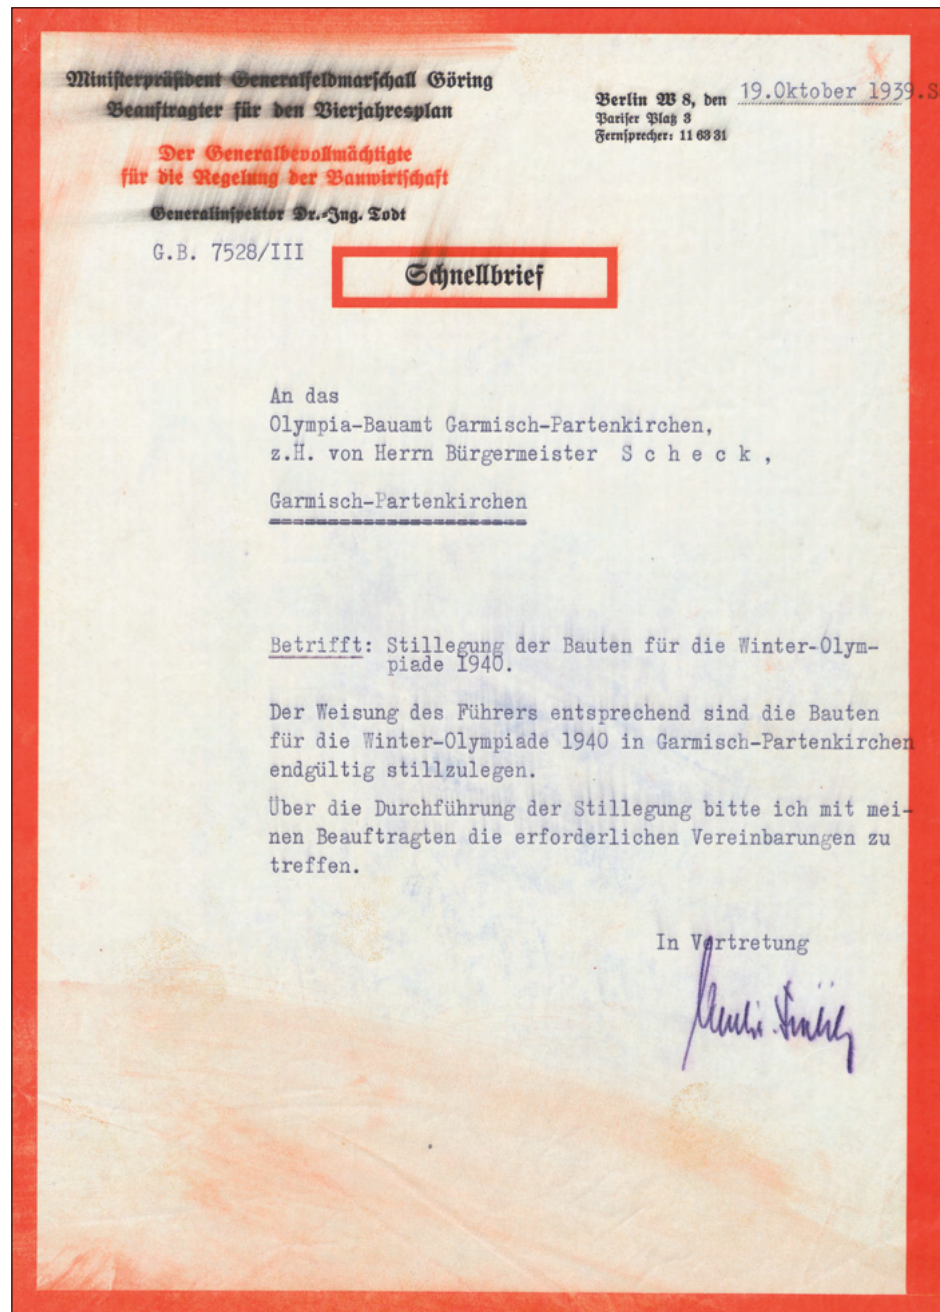 Ministerpräsident Generalfeldmarschall Göring
Beauftragter für den Vierjahresplan
Der Generalbevollmächtigte
für die Regelung der Bauwirtschaft
Generalinspektor Dr.-Ing. Todt
G.B. 7528/III
Berlin W 8, den 19.Oktober 1939.S
Pariser Platz 3
Fernsprecher: 11 63 31
Schnellbrief
An das
Olympia-Bauamt Garmisch-Partenkirchen,
z.H. von Herrn Bürgermeister S c h e c k ,
Garmisch-Partenkirchen
Betrifft: Stillegung der Bauten für die Winter-Olym-
piade 1940.
Der Weisung des Führers entsprechend sind die Bauten
für die Winter-Olympiade 1940 in Garmisch-Partenkirchen
endgültig stillzulegen.
Über die Durchführung der Stillegung bitte ich mit mei-
nen Beauftragten die erforderlichen Vereinbarungen zu
treffen.
In Vertretung